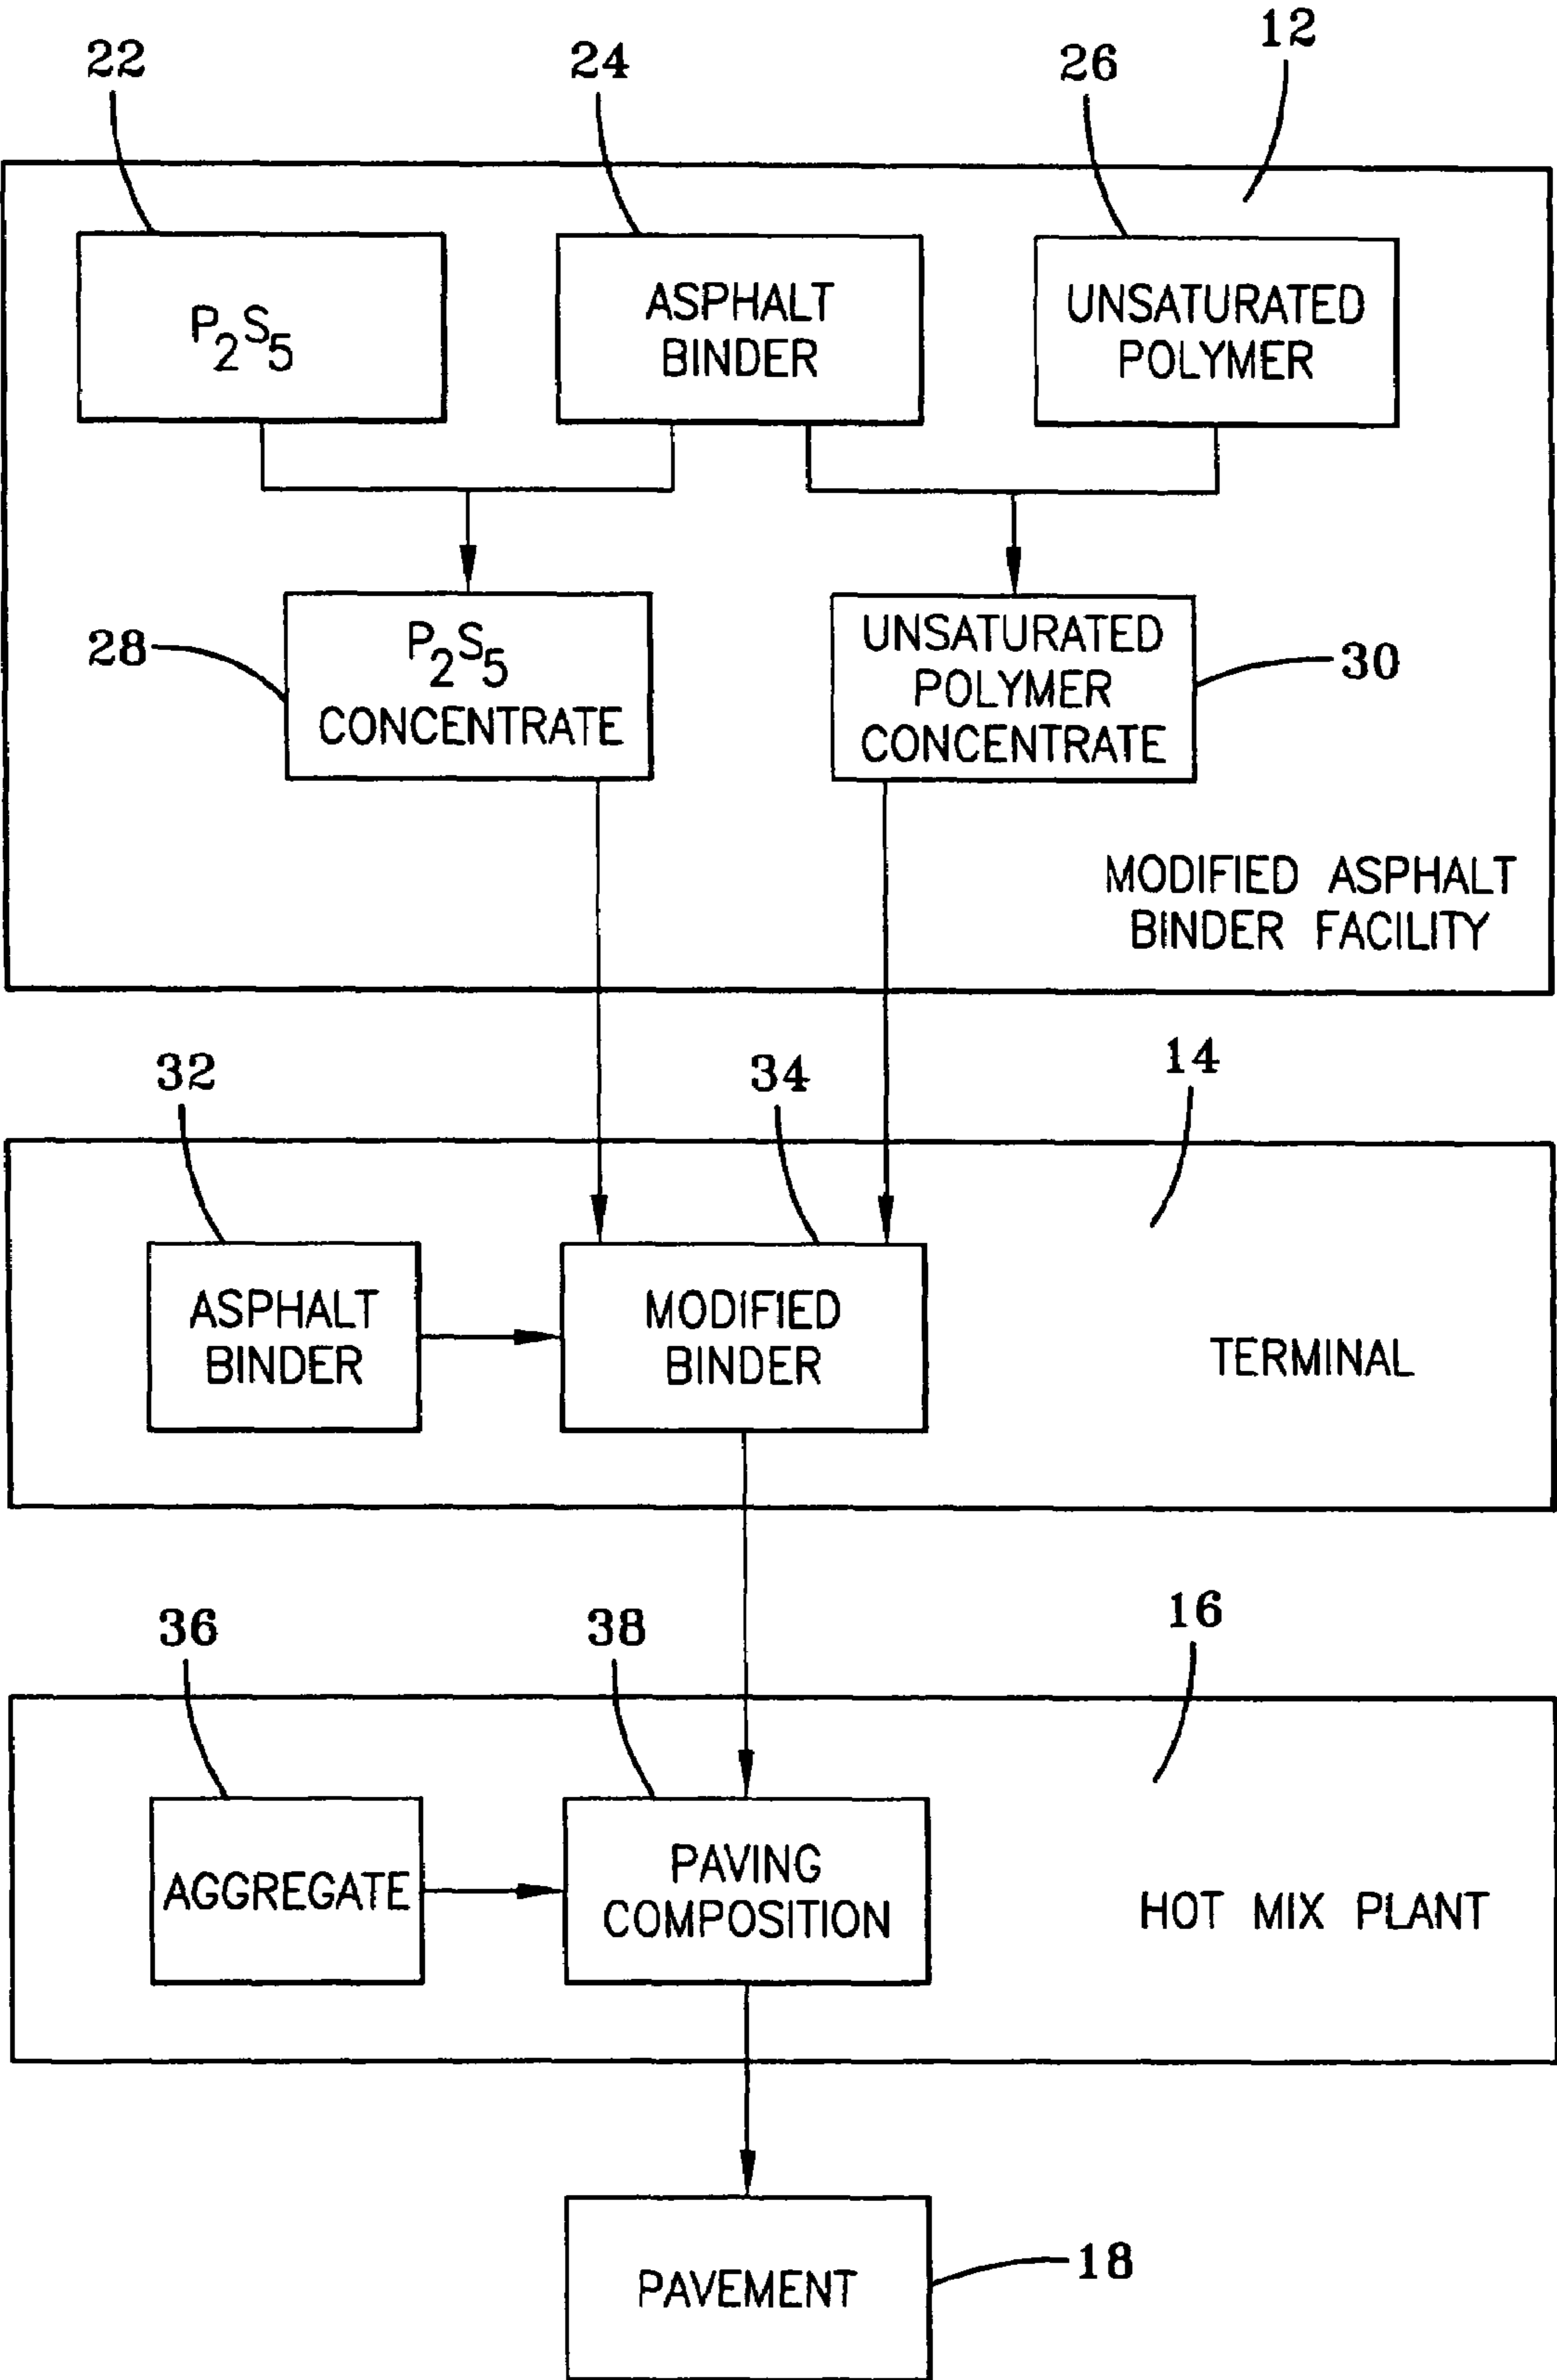 22
24
26
12
P2S5
ASPHALT
BINDER
UNSATURATED
POLYMER
28
P2S5
CONCENTRATE
UNSATURATED
POLYMER
CONCENTRATE
30
MODIFIED ASPHALT
BINDER FACILITY
32
34
14
ASPHALT
BINDER
MODIFIED
BINDER
TERMINAL
36
38
16
AGGREGATE
PAVING
COMPOSITION
HOT MIX PLANT
PAVEMENT
18